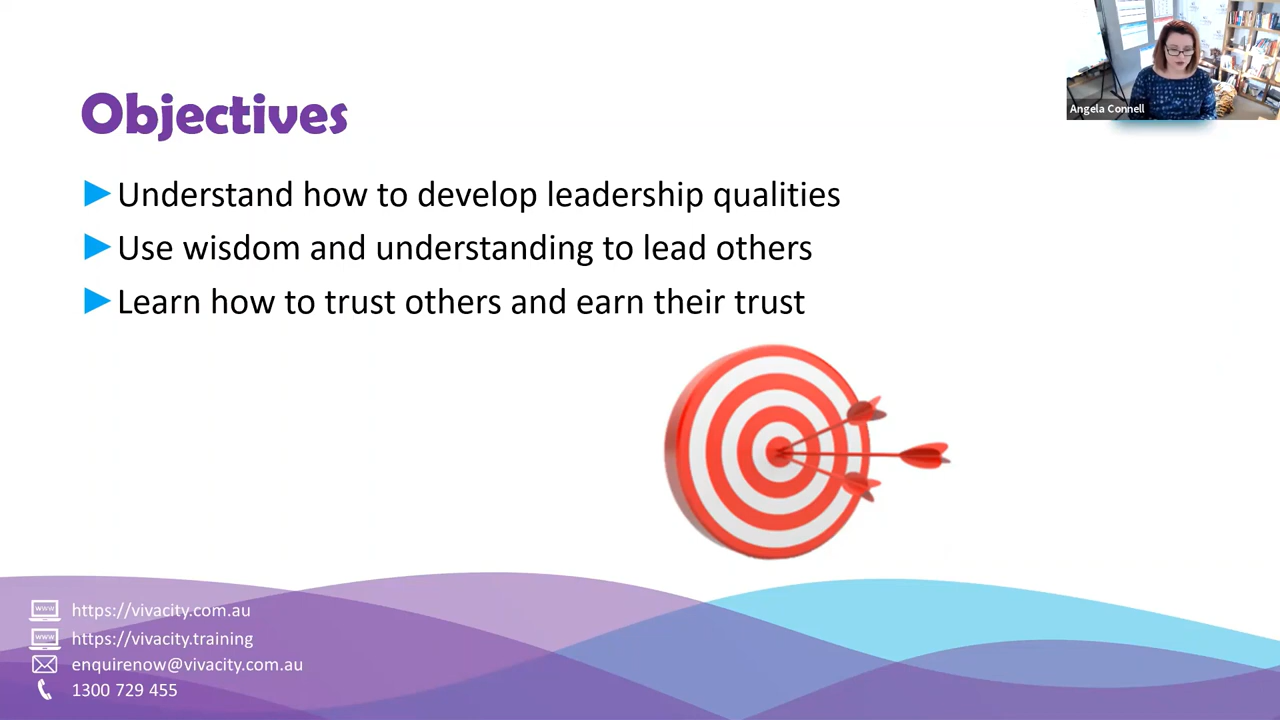 Objectives
Understand how to develop leadership qualities
Use wisdom and understanding to lead others
Learn how to trust others and earn their trust
Angela Connell
https://vivacity.com.au
https://vivacity.training
enquirenow@vivacity.com.au
1300 729 455